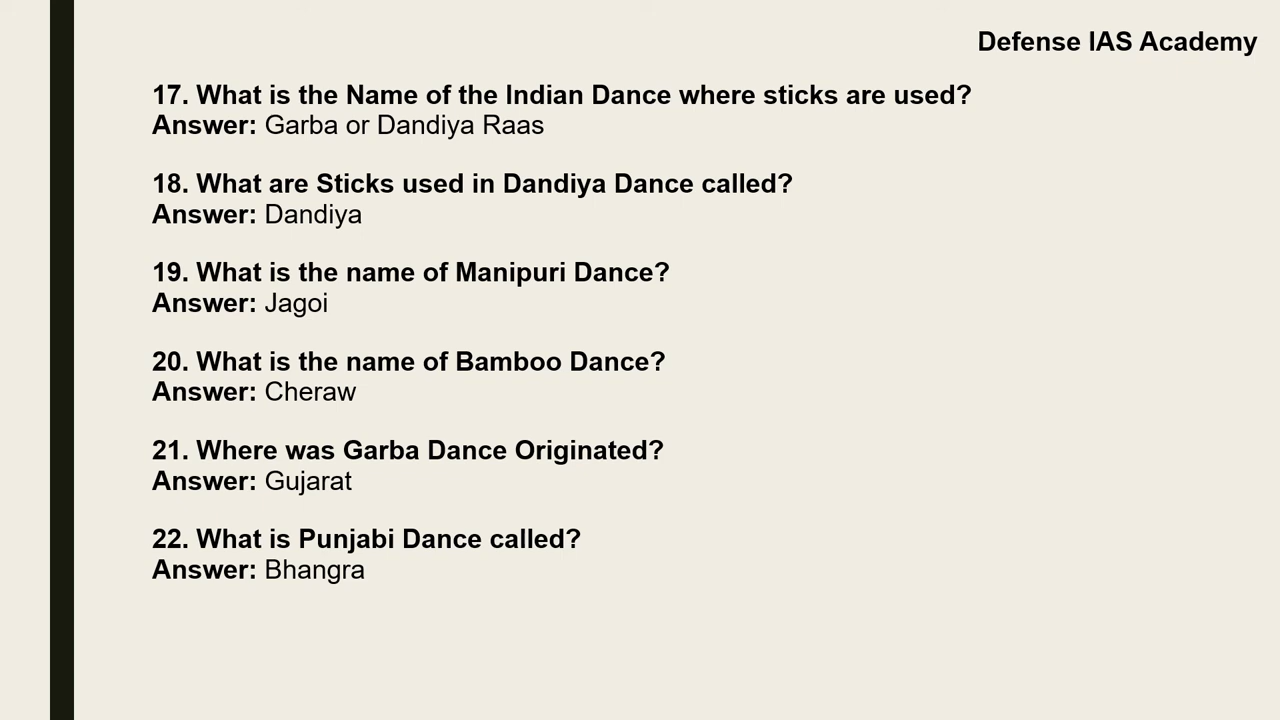 Defense IAS Academy
17. What is the Name of the Indian Dance where sticks are used?
Answer: Garba or Dandiya Raas
18. What are Sticks used in Dandiya Dance called?
Answer: Dandiya
19. What is the name of Manipuri Dance?
Answer: Jagoi
20. What is the name of Bamboo Dance?
Answer: Cheraw
21. Where was Garba Dance Originated?
Answer: Gujarat
22. What is Punjabi Dance called?
Answer: Bhangra